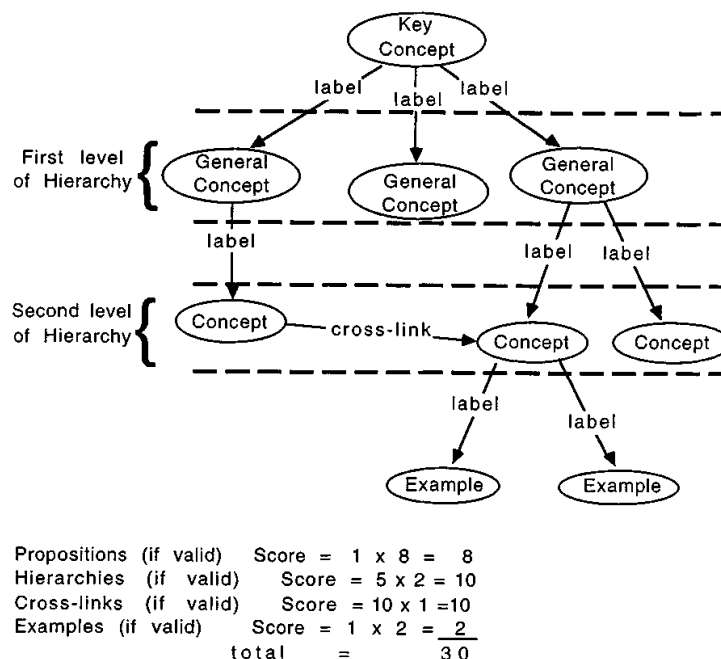 Key
Concept
label label label
First level
of Hierarchy
General
Concept
General
Concept
General
Concept
label label label
Second level
of Hierarchy
Concept cross-link Concept Concept
label label
Example Example
Propositions (if valid) Score = 1 x 8 = 8
Hierarchies (if valid) Score = 5 x 2 = 10
Cross-links (if valid) Score = 10 x 1 =10
Examples (if valid) Score = 1 x 2 = 2
total = 30